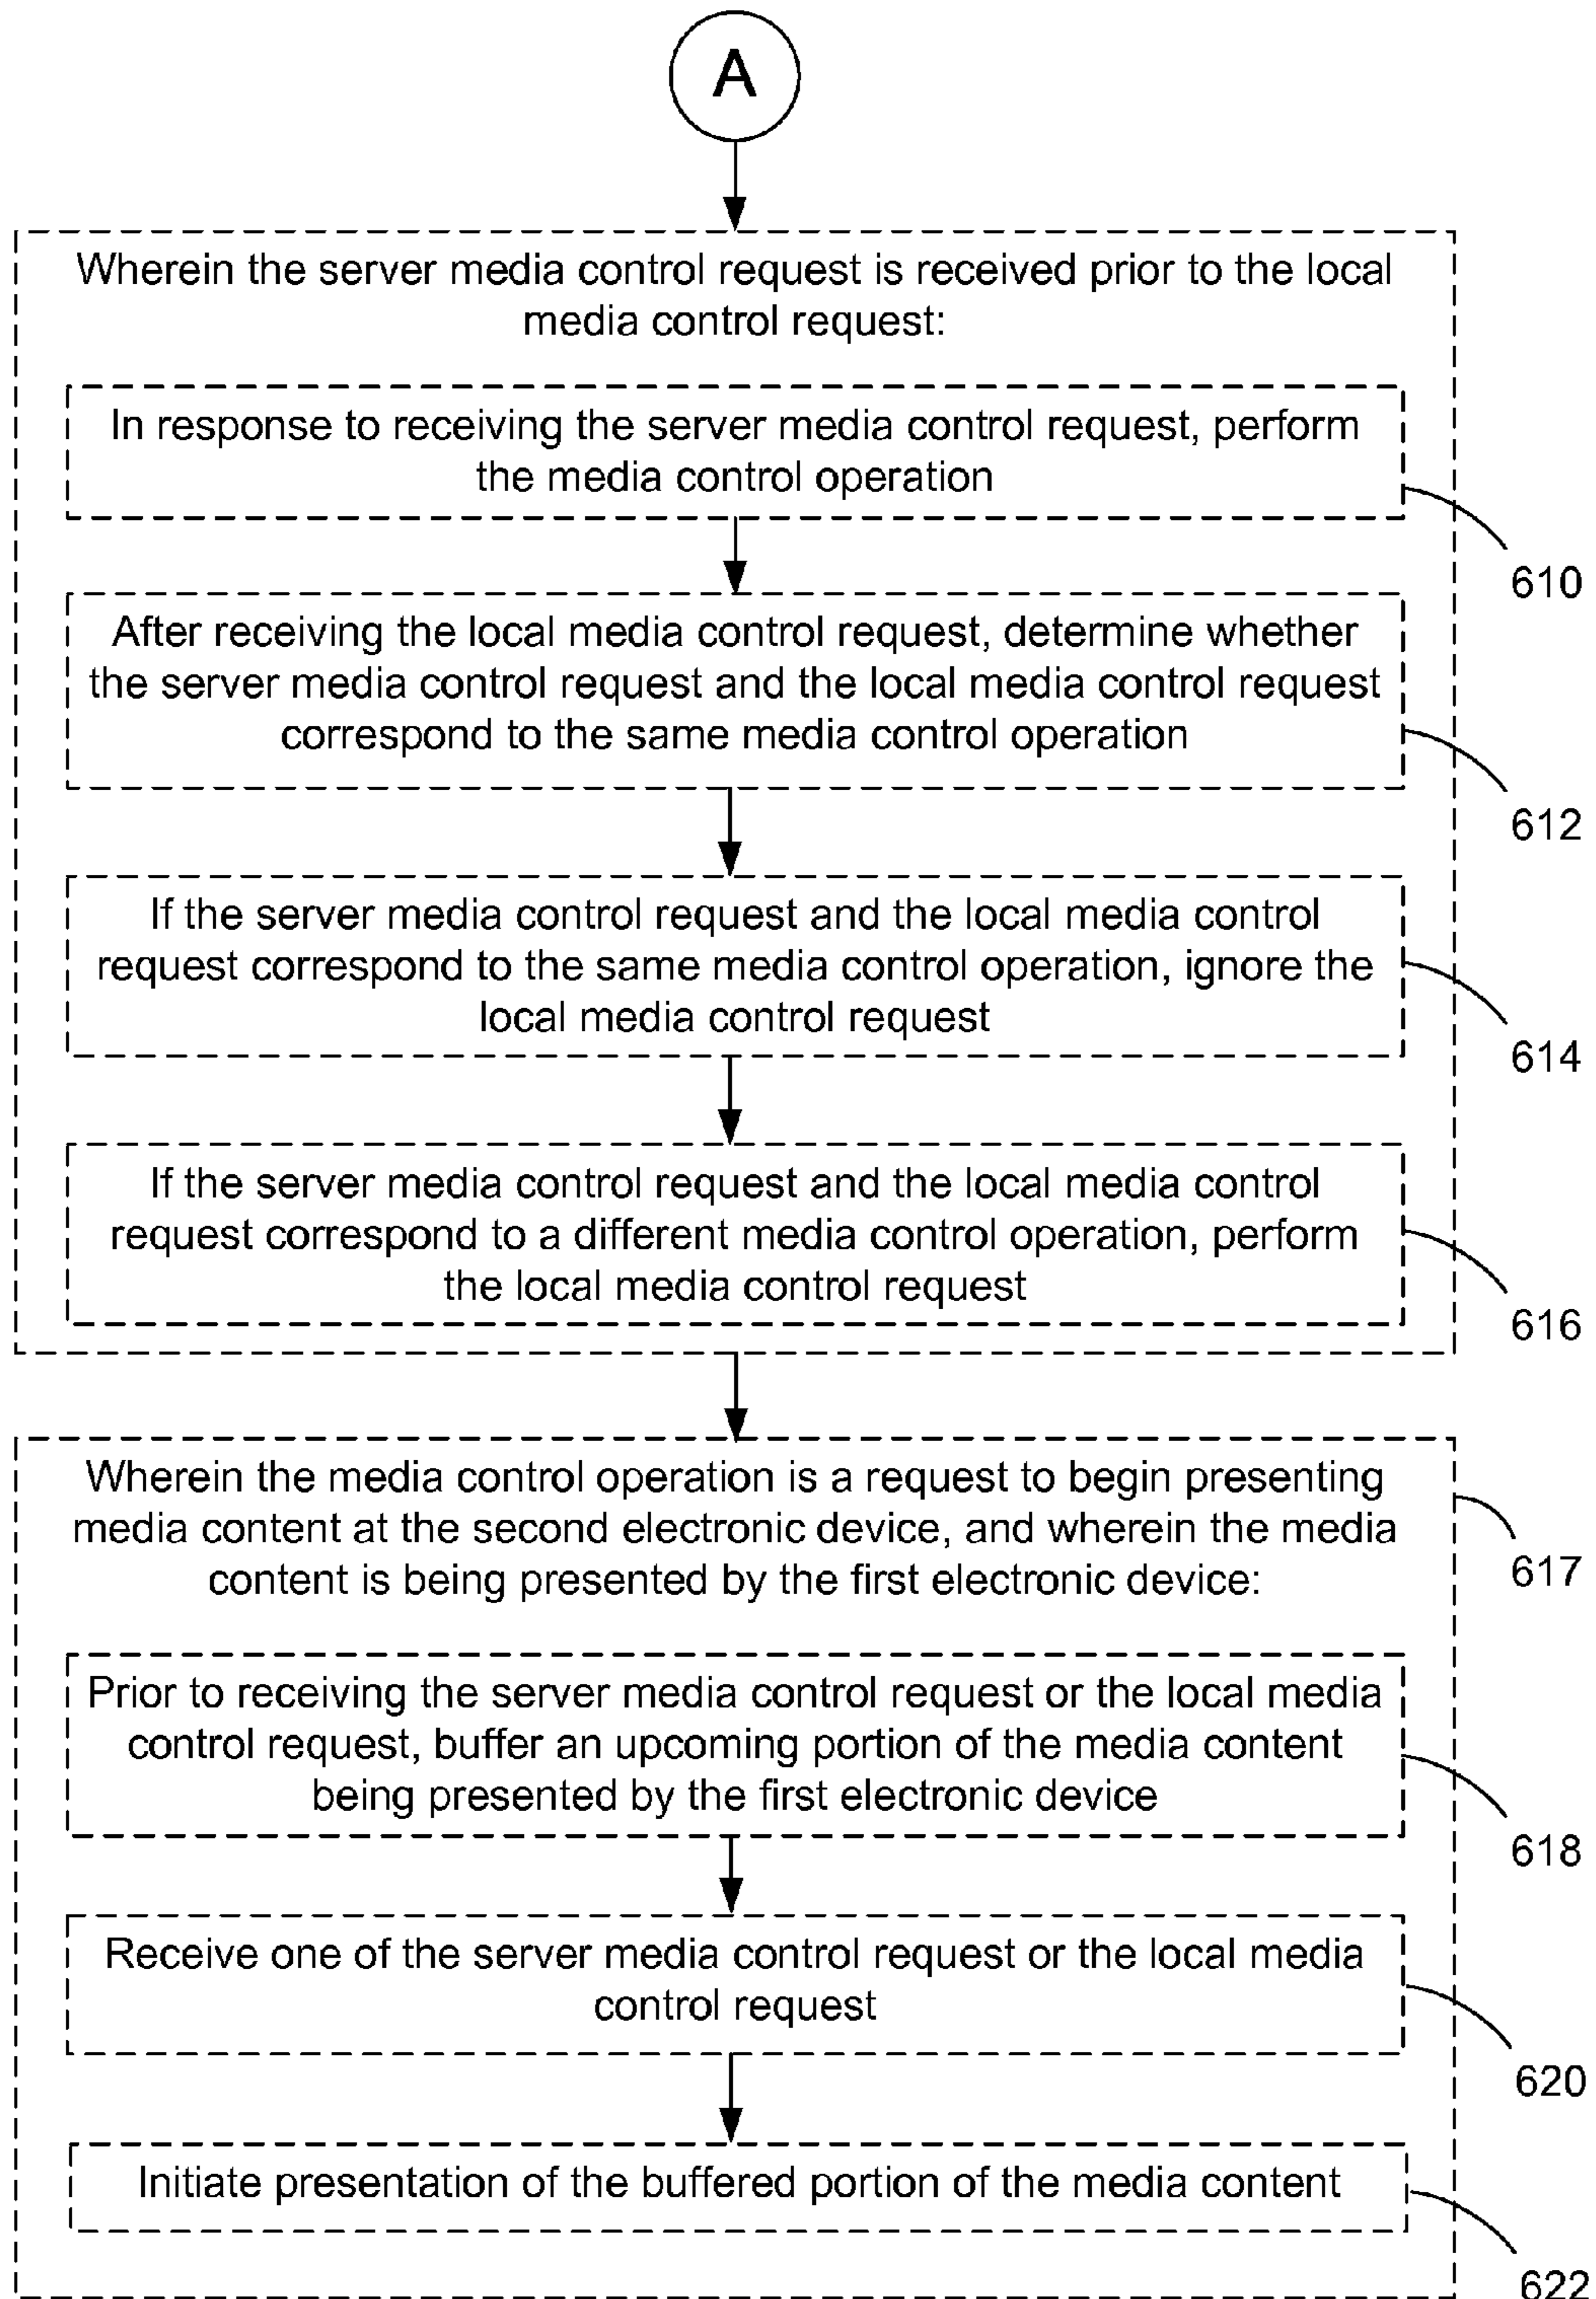 A
Wherein the server media control request is received prior to the local
media control request:
In response to receiving the server media control request, perform
the media control operation
610
After receiving the local media control request, determine whether
the server media control request and the local media control request
correspond to the same media control operation
612
If the server media control request and the local media control
request correspond to the same media control operation, ignore the
local media control request
614
If the server media control request and the local media control
request correspond to a different media control operation, perform
the local media control request
616
Wherein the media control operation is a request to begin presenting
media content at the second electronic device, and wherein the media
content is being presented by the first electronic device:
617
Prior to receiving the server media control request or the local media
control request, buffer an upcoming portion of the media content
being presented by the first electronic device
618
Receive one of the server media control request or the local media
control request
620
Initiate presentation of the buffered portion of the media content
622